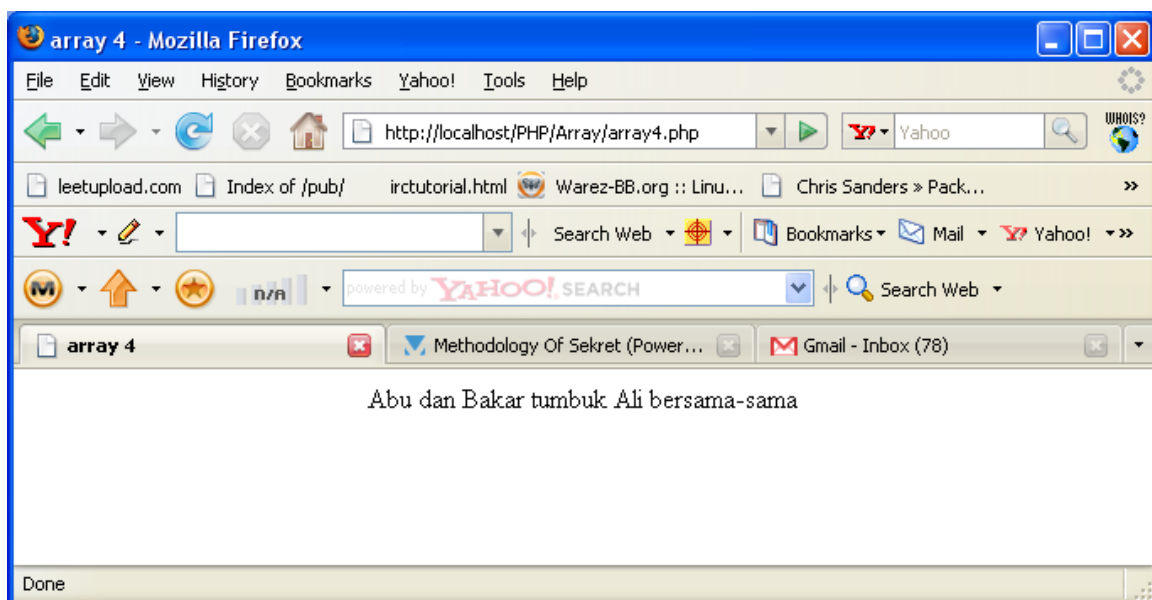 array 4 - Mozilla Firefox
File Edit View History Bookmarks Yahoo! Tools Help
http://localhost/PHP/Array/array4.php Y? Yahoo WHOIS?
leetupload.com Index of /pub/ irctutorial.html Warez-BB.org :: Linu... Chris Sanders » Pack... »
Y! Search Web Bookmarks Mail Y? Yahoo! »
M n/a powered by YAHOO! SEARCH Search Web
array 4 Methodology Of Sekret (Power... Gmail - Inbox (78)
Abu dan Bakar tumbuk Ali bersama-sama
Done